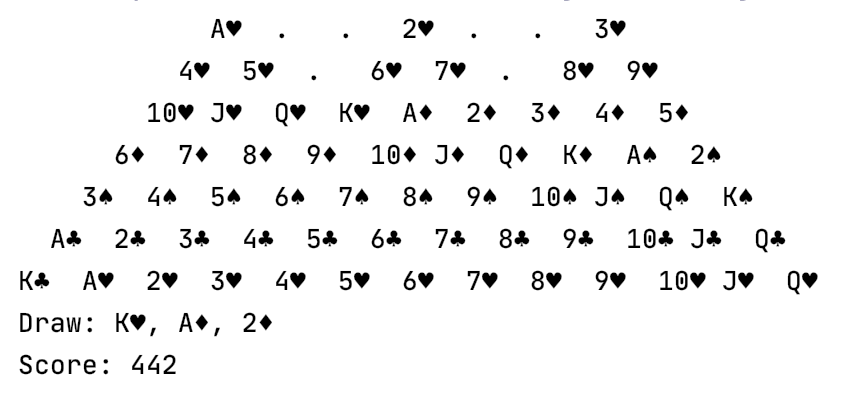 A♥ . . 2♥ . . 3♥
4♥ 5♥ . 6♥ 7♥ . 8♥ 9♥
10♥ J♥ Q♥ K♥ A♦ 2♦ 3♦ 4♦ 5♦
6♦ 7♦ 8♦ 9♦ 10♦ J♦ Q♦ K♦ A♠ 2♠
3♠ 4♠ 5♠ 6♠ 7♠ 8♠ 9♠ 10♠ J♠ Q♠ K♠
A♣ 2♣ 3♣ 4♣ 5♣ 6♣ 7♣ 8♣ 9♣ 10♣ J♣ Q♣
K♣ A♥ 2♥ 3♥ 4♥ 5♥ 6♥ 7♥ 8♥ 9♥ 10♥ J♥ Q♥
Draw: K♥, A♦, 2♦
Score: 442